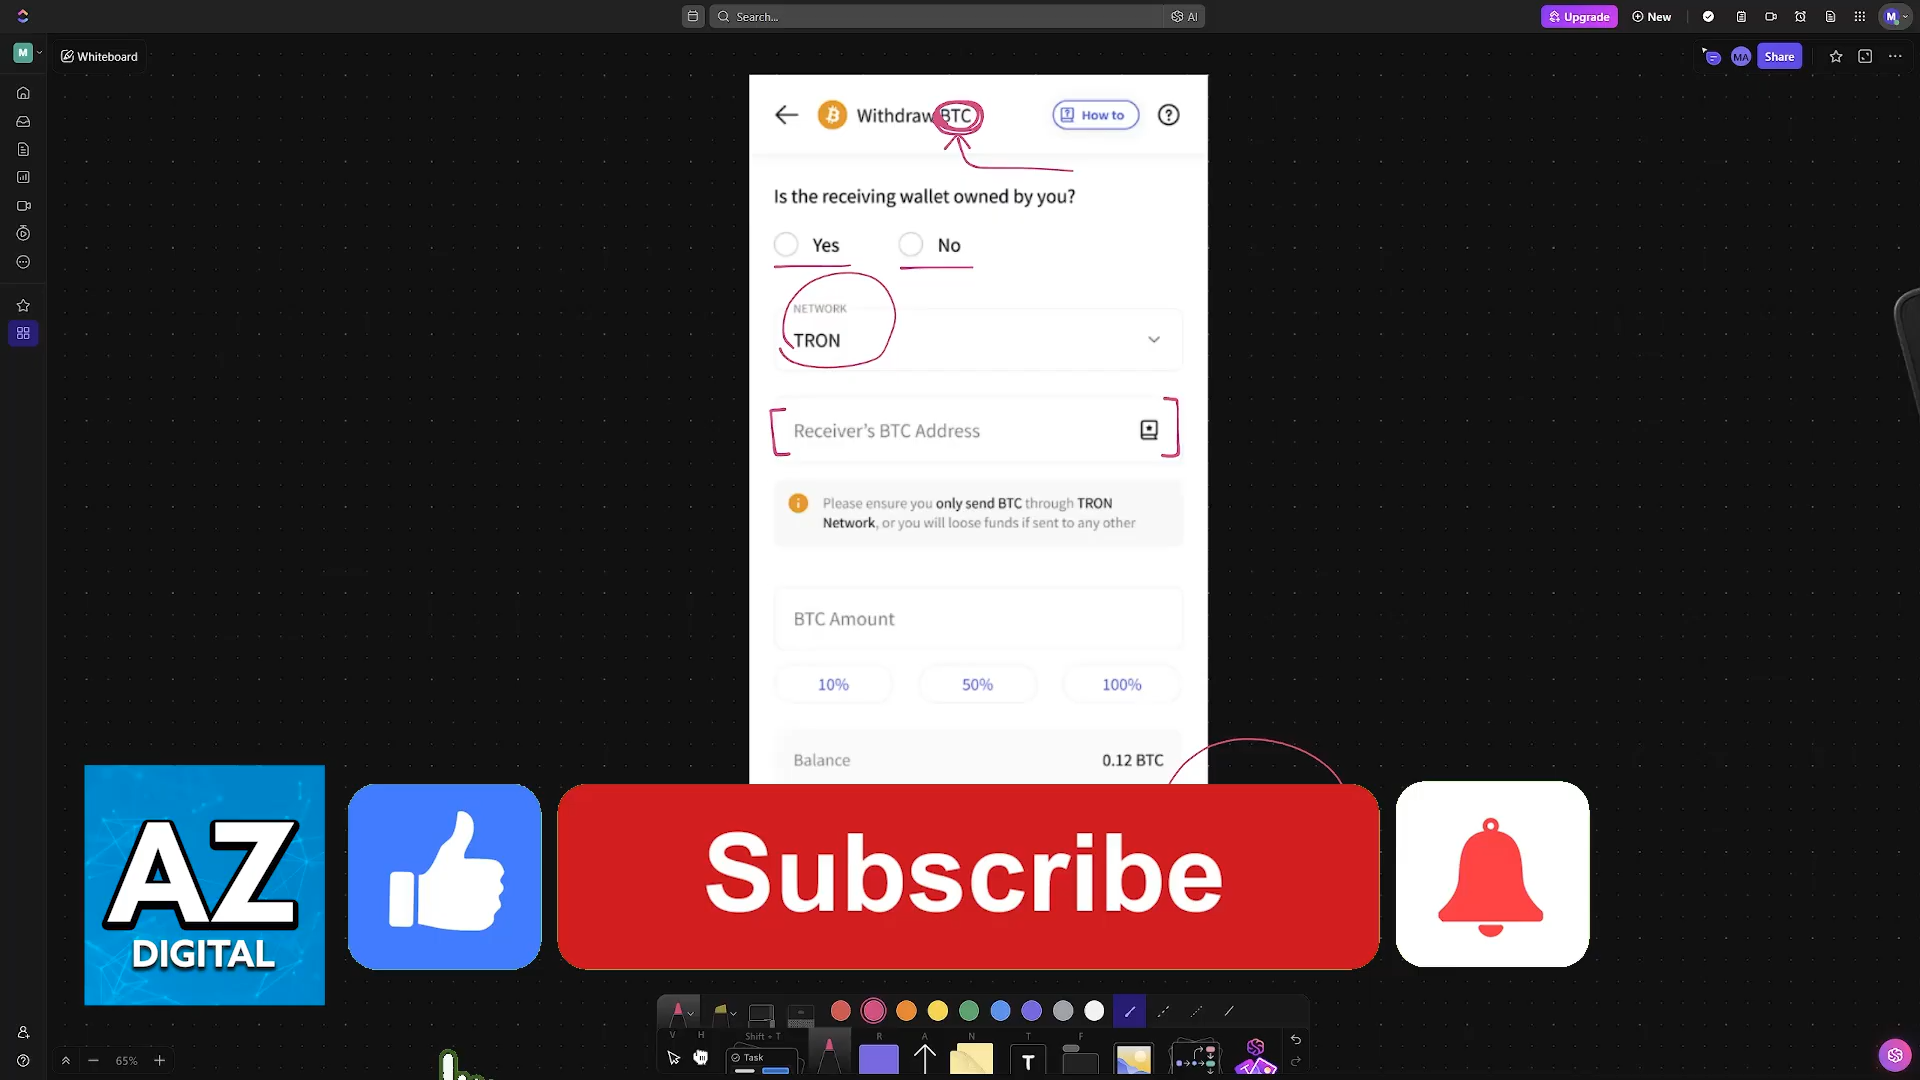 Search...
AI
Upgrade
New
M
M
Whiteboard
MA
Share
Withdraw BTC
How to
Is the receiving wallet owned by you?
Yes
No
NETWORK
TRON
Receiver's BTC Address
Please ensure you only send BTC through TRON
Network, or you will loose funds if sent to any other
BTC Amount
10%
50%
100%
Balance
0.12 BTC
AZ
DIGITAL
Subscribe
V
H
Shift + T
R
A
N
T
F
Task
T
65%